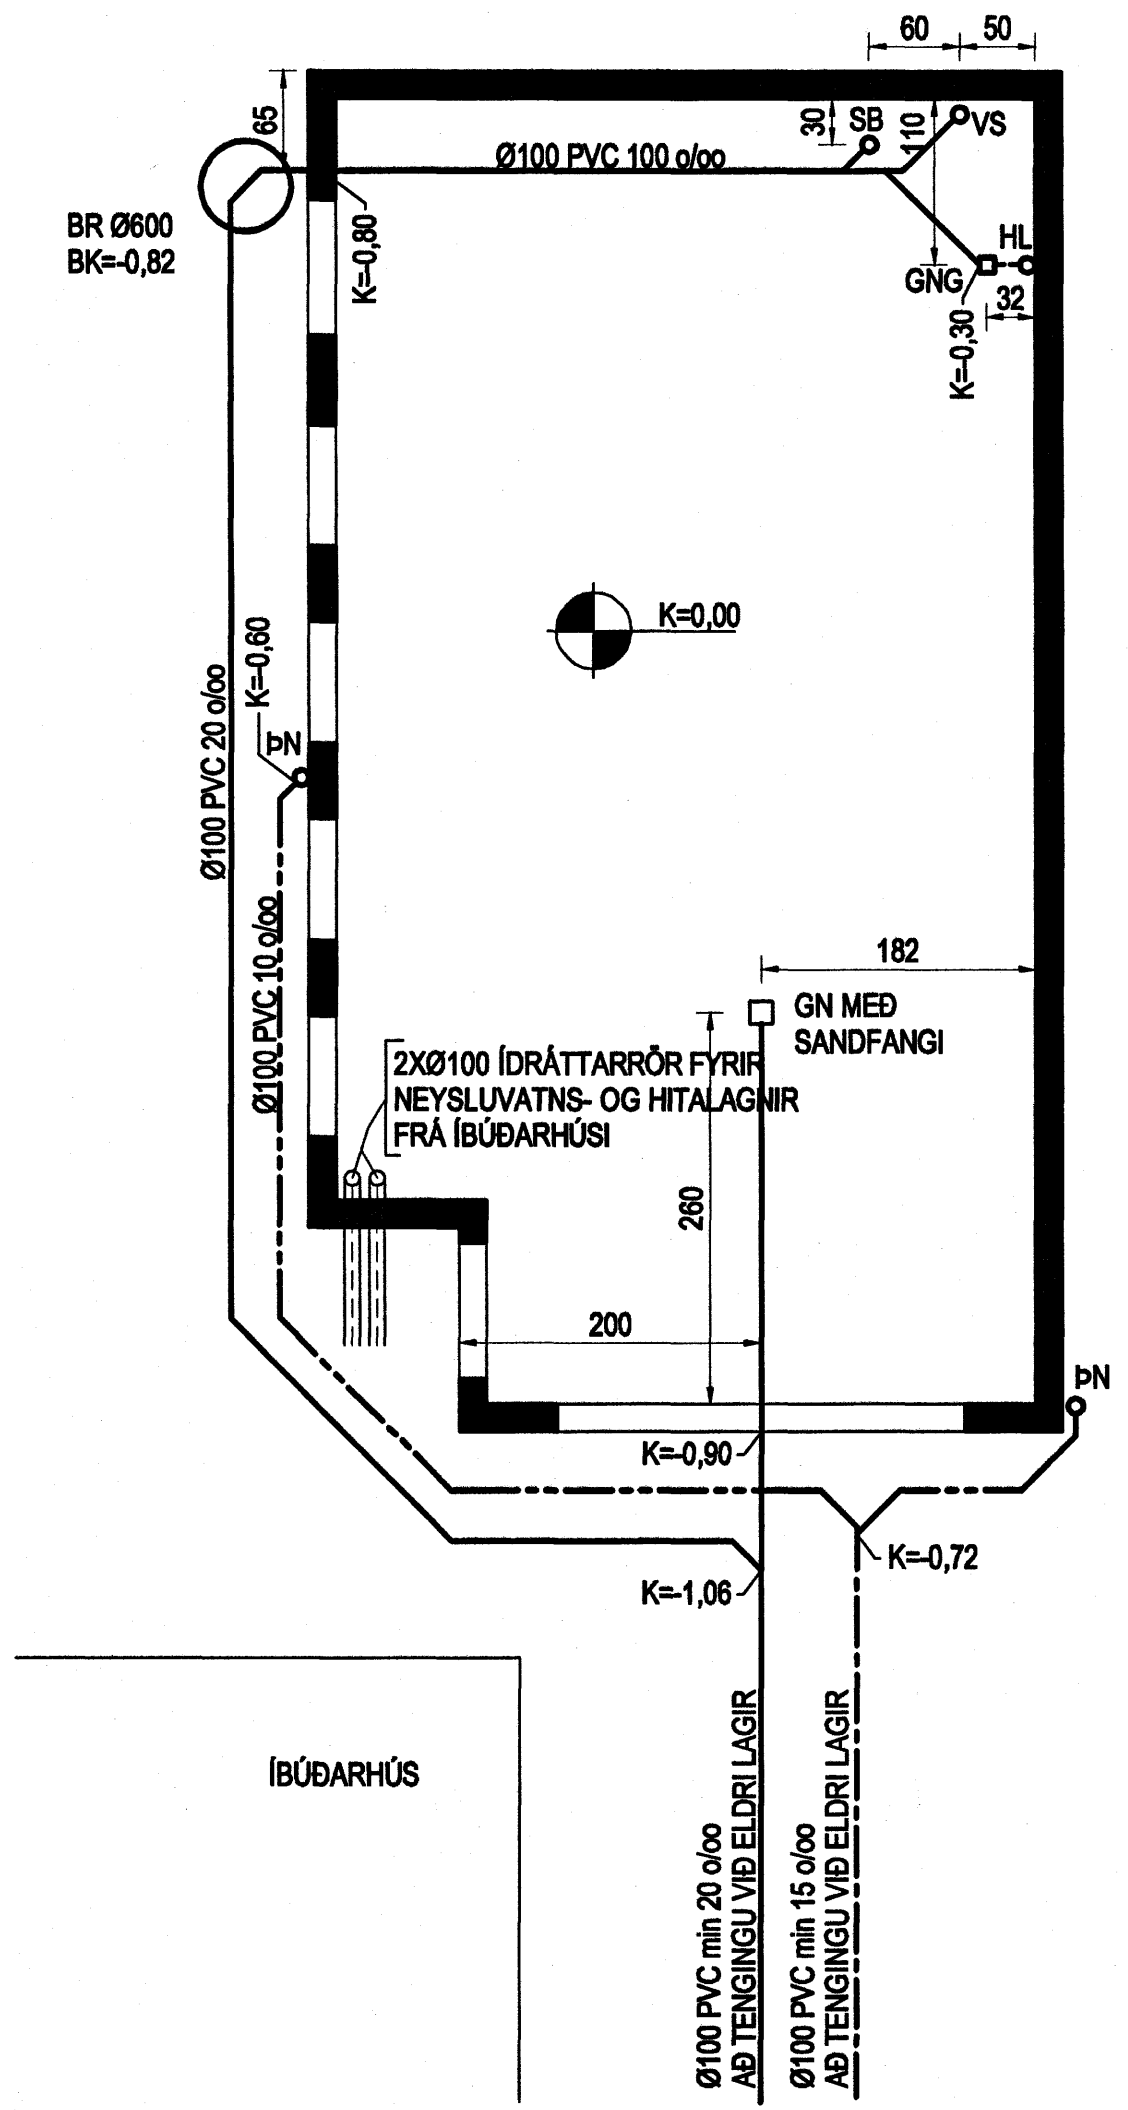 60
50
65
30
SB
110
VS
Ø100 PVC 100 o/oo
BR Ø600
BK=-0,82
K=-0,80
HL
GNG
32
K=-0,30
K=0,00
K=-0,60
Ø100 PVC 20 o/oo
ÞN
Ø100 PVC 10 o/oo
182
GN MEÐ
SANDFANGI
2XØ100 ÍDRÁTTARRÖR FYRIR
NEYSLUVATNS- OG HITALAGNIR
FRÁ ÍBÚÐARHÚSI
260
200
ÞN
K=-0,90
K=-0,72
K=-1,06
ÍBÚÐARHÚS
Ø100 PVC min 20 o/oo
AÐ TENGINGU VIÐ ELDRI LAGIR
Ø100 PVC min 15 o/oo
AÐ TENGINGU VIÐ ELDRI LAGIR